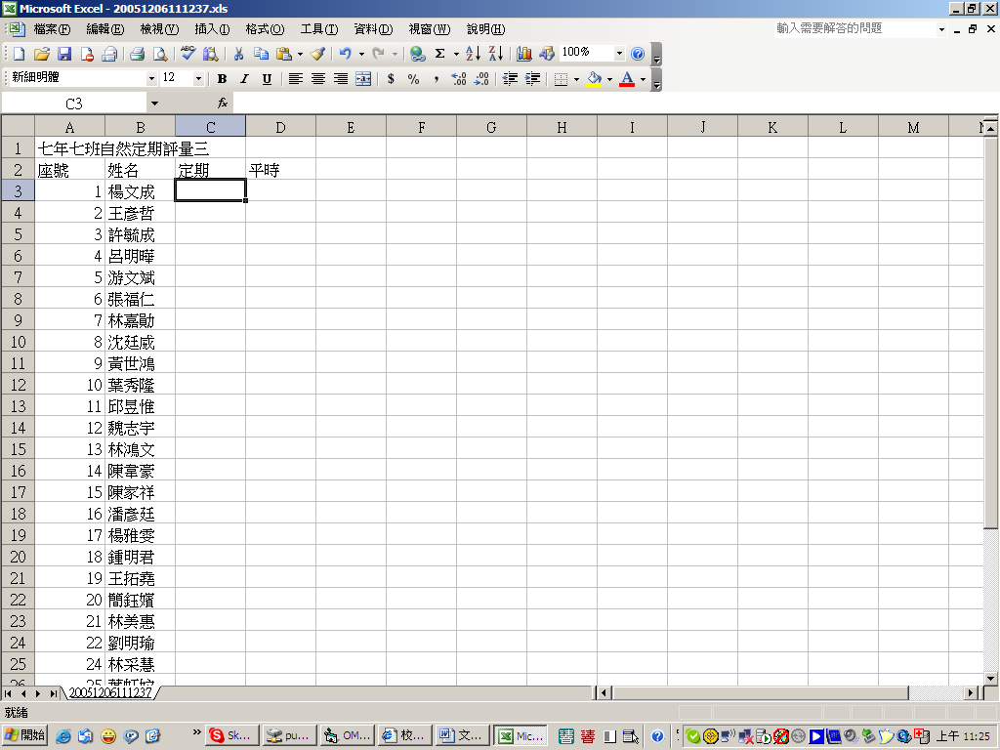 Microsoft Excel - 20051206111237.xls
檔案(F) 編輯(E) 檢視(V) 插入(I) 格式(O) 工具(T) 資料(D) 視窗(W) 說明(H) 輸入需要解答的問題
100%
新細明體 12 B I U
C3 fx
A B C D E F G H I J K L M
1 七年七班自然定期評量三
2 座號 姓名 定期 平時
3 1 楊文成
4 2 王彥哲
5 3 許毓成
6 4 呂明曄
7 5 游文斌
8 6 張福仁
9 7 林嘉勛
10 8 沈廷威
11 9 黃世鴻
12 10 葉秀隆
13 11 邱昱惟
14 12 魏志宇
15 13 林鴻文
16 14 陳韋豪
17 15 陳家祥
18 16 潘彥廷
19 17 楊雅雯
20 18 鍾明君
21 19 王拓堯
22 20 簡鈺嬪
23 21 林美惠
24 22 劉明瑜
25 24 林采慧
26 25
20051206111237
就緒
開始 Sk... pu... OM... 校... 文... Mic... 上午 11:25